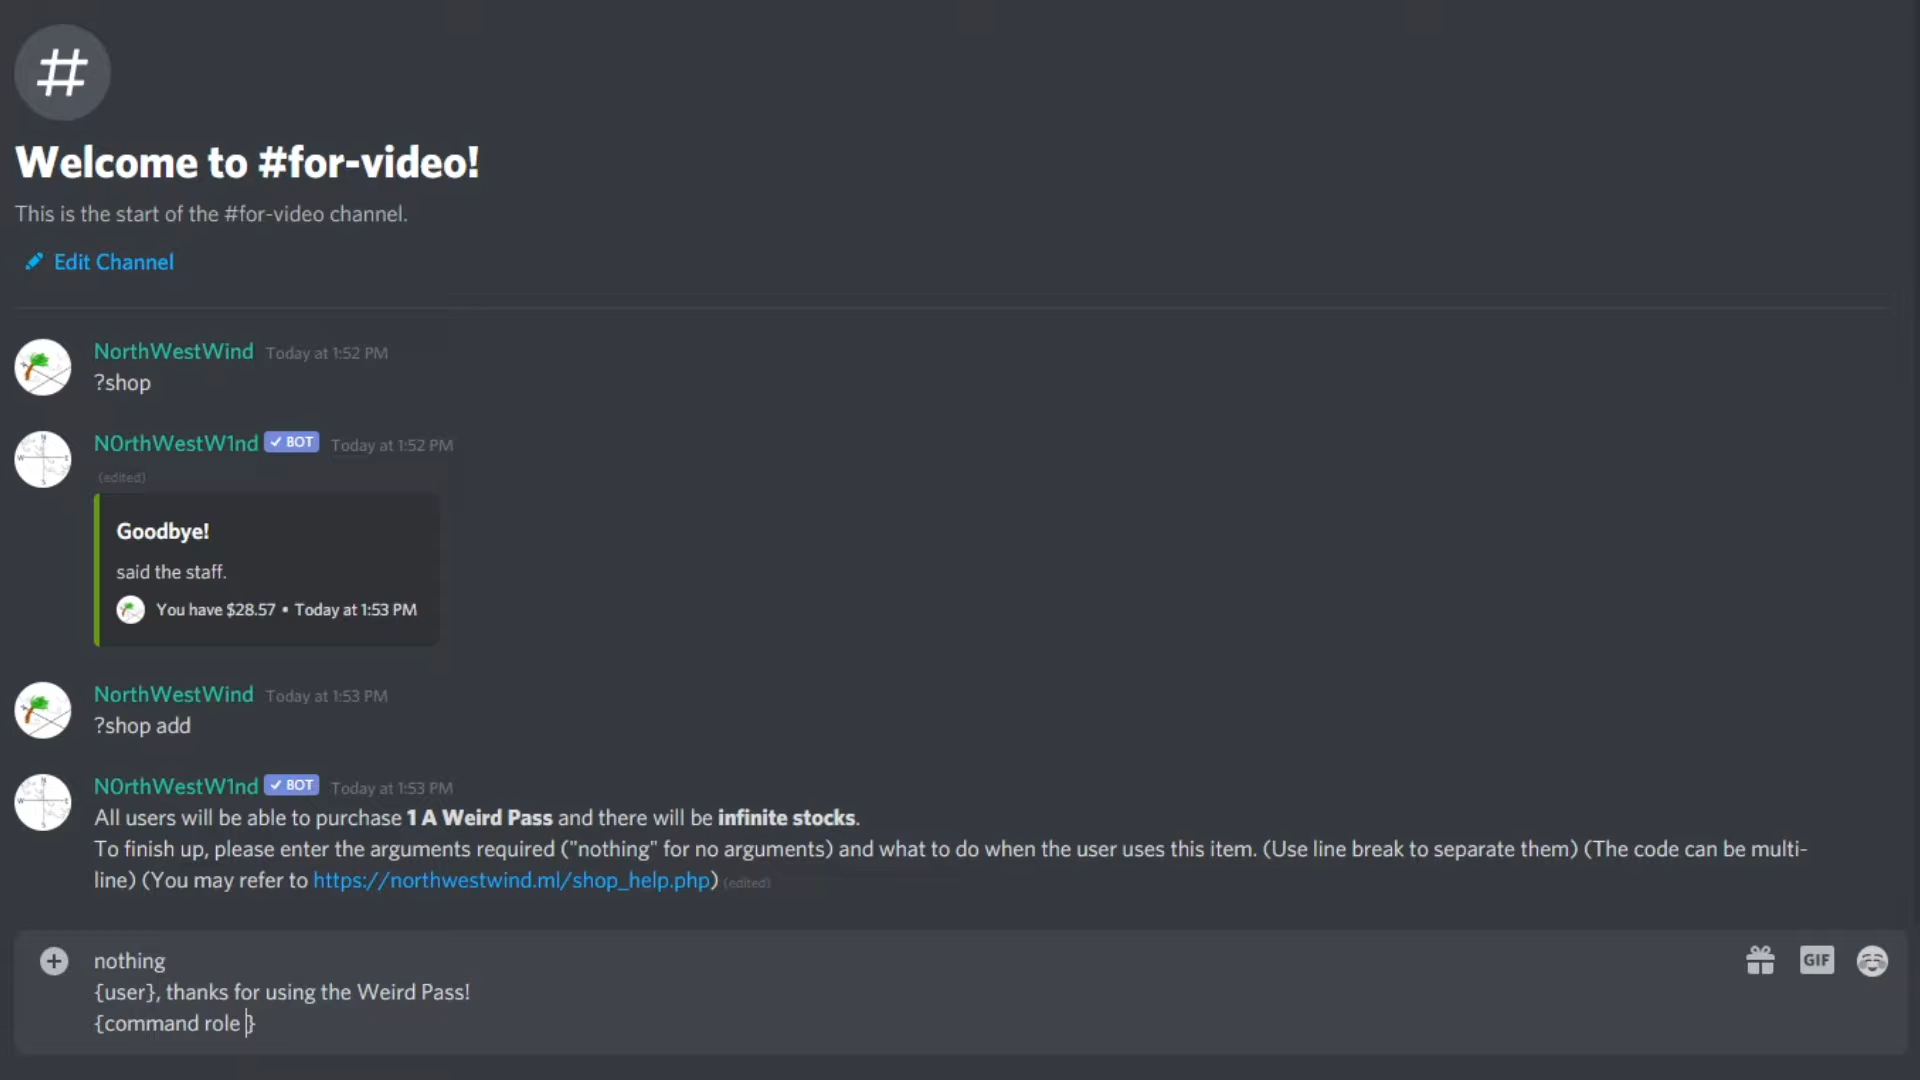 Welcome to #for-video!
This is the start of the #for-video channel.
Edit Channel
NorthWestWind Today at 1:52 PM
?shop
N0rthWestW1nd BOT Today at 1:52 PM
(edited)
Goodbye!
said the staff.
You have $28.57 • Today at 1:53 PM
NorthWestWind Today at 1:53 PM
?shop add
N0rthWestW1nd BOT Today at 1:53 PM
All users will be able to purchase 1 A Weird Pass and there will be infinite stocks.
To finish up, please enter the arguments required ("nothing" for no arguments) and what to do when the user uses this item. (Use line break to separate them) (The code can be multi-
line) (You may refer to https://northwestwind.ml/shop_help.php) (edited)
nothing
GIF
{user}, thanks for using the Weird Pass!
{command role }